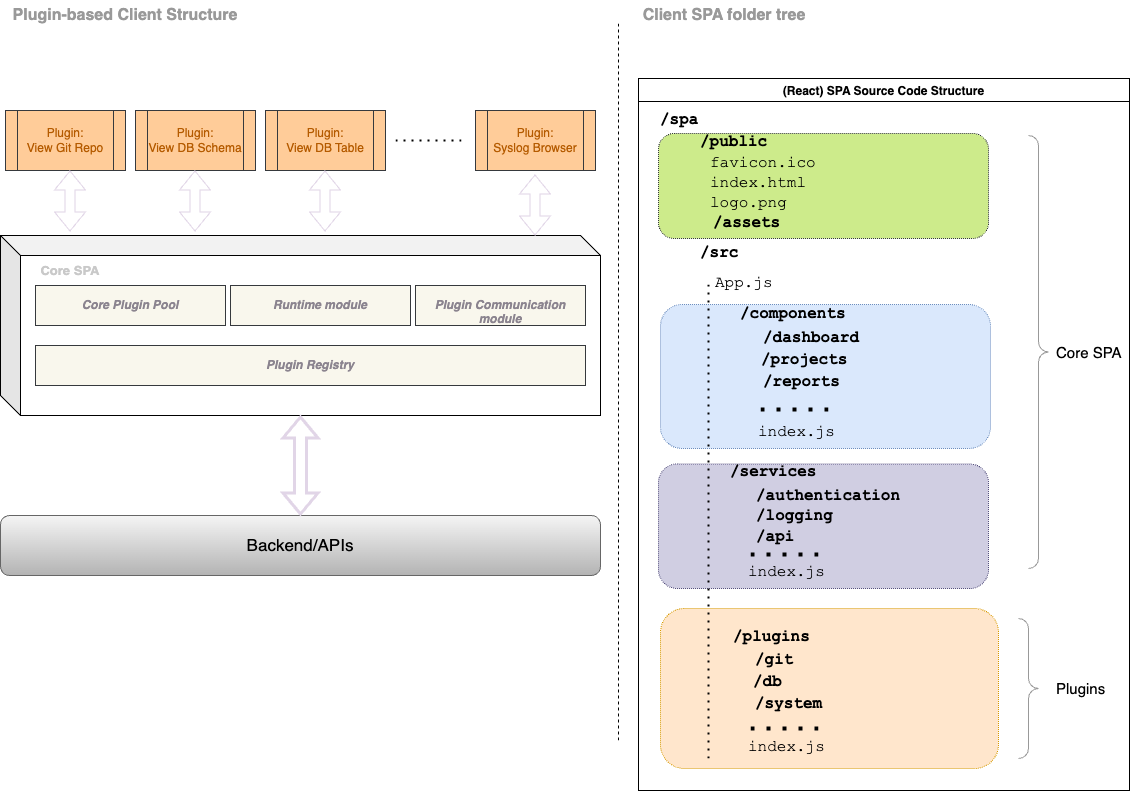 Plugin-based Client Structure
Plugin:
View Git Repo
Plugin:
View DB Schema
Plugin:
View DB Table
.........
Plugin:
Syslog Browser
Core SPA
Core Plugin Pool
Runtime module
Plugin Communication
module
Plugin Registry
Backend/APIs
Client SPA folder tree
(React) SPA Source Code Structure
/spa
/public
favicon.ico
index.html
logo.png
/assets
/src
App.js
/components
/dashboard
/projects
/reports
.....
index.js
/services
/authentication
/logging
/api
.....
index.js
/plugins
/git
/db
/system
.....
index.js
Core SPA
Plugins